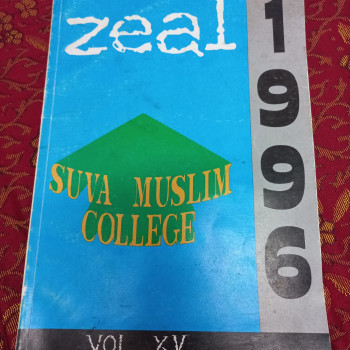 zeal
1996
SUVA MUSLIM
COLLEGE
VOL XV